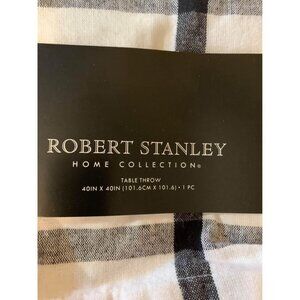 ROBERT STANLEY
HOME COLLECTION®
TABLE THROW
40IN X 40IN (101.6CM X 101.6) • 1 PC